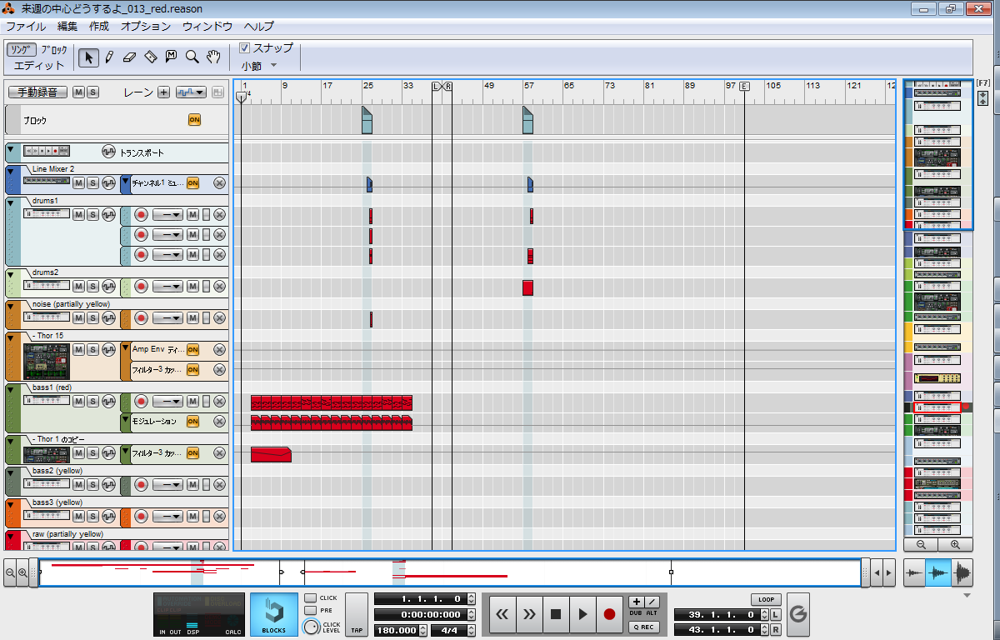 来週の中心どうするよ_013_red.reason
ファイル 編集 作成 オプション ウィンドウ ヘルプ
ソング ブロック
エディット
スナップ
小節
手動録音 M S レーン
1 9 17 25 33 L R 49 57 65 73 81 89 97 E 105 113 121 12
/4
[F7]
ブロック ON
トランスポート
Line Mixer 2
M S チャンネル1 ミュ... ON
drums1
M S M
M
M
drums2
M S M
noise (partially yellow)
M S M
- Thor 15
M S Amp Env ディ... ON
フィルター3 カッ... ON
bass1 (red)
M S M
モジュレーション ON
- Thor 1 のコピー
M S フィルター3 カッ... ON
bass2 (yellow)
M S M
bass3 (yellow)
M S M
raw (partially yellow)
M S M
IN OUT DSP CALC
BLOCKS
CLICK
PRE
CLICK LEVEL
TAP
1. 1. 1. 0
0:00:00:000
180.000 4/4
DUB ALT
Q REC
LOOP
39. 1. 1. 0 L
43. 1. 1. 0 R